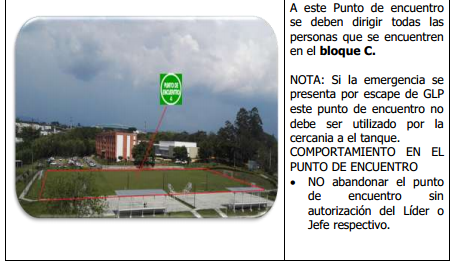 PUNTO DE
ENCUENTRO
A este Punto de encuentro
se deben dirigir todas las
personas que se encuentren
en el bloque C.
NOTA: Si la emergencia se
presenta por escape de GLP
este punto de encuentro no
debe ser utilizado por la
cercania a el tanque.
COMPORTAMIENTO EN EL
PUNTO DE ENCUENTRO
• NO abandonar el punto
de encuentro sin
autorización del Líder o
Jefe respectivo.